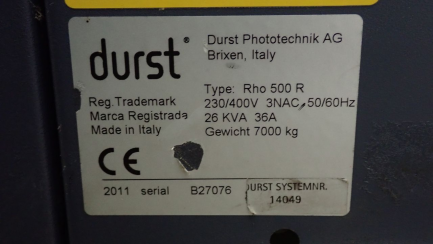 durst® Durst Phototechnik AG
Brixen, Italy
Type: Rho 500 R
Reg.Trademark 230/400V 3NAC 50/60Hz
Marca Registrada 26 KVA 36A
Made in Italy Gewicht 7000 kg
CE
2011 serial B27076
DURST SYSTEMNR.
14049